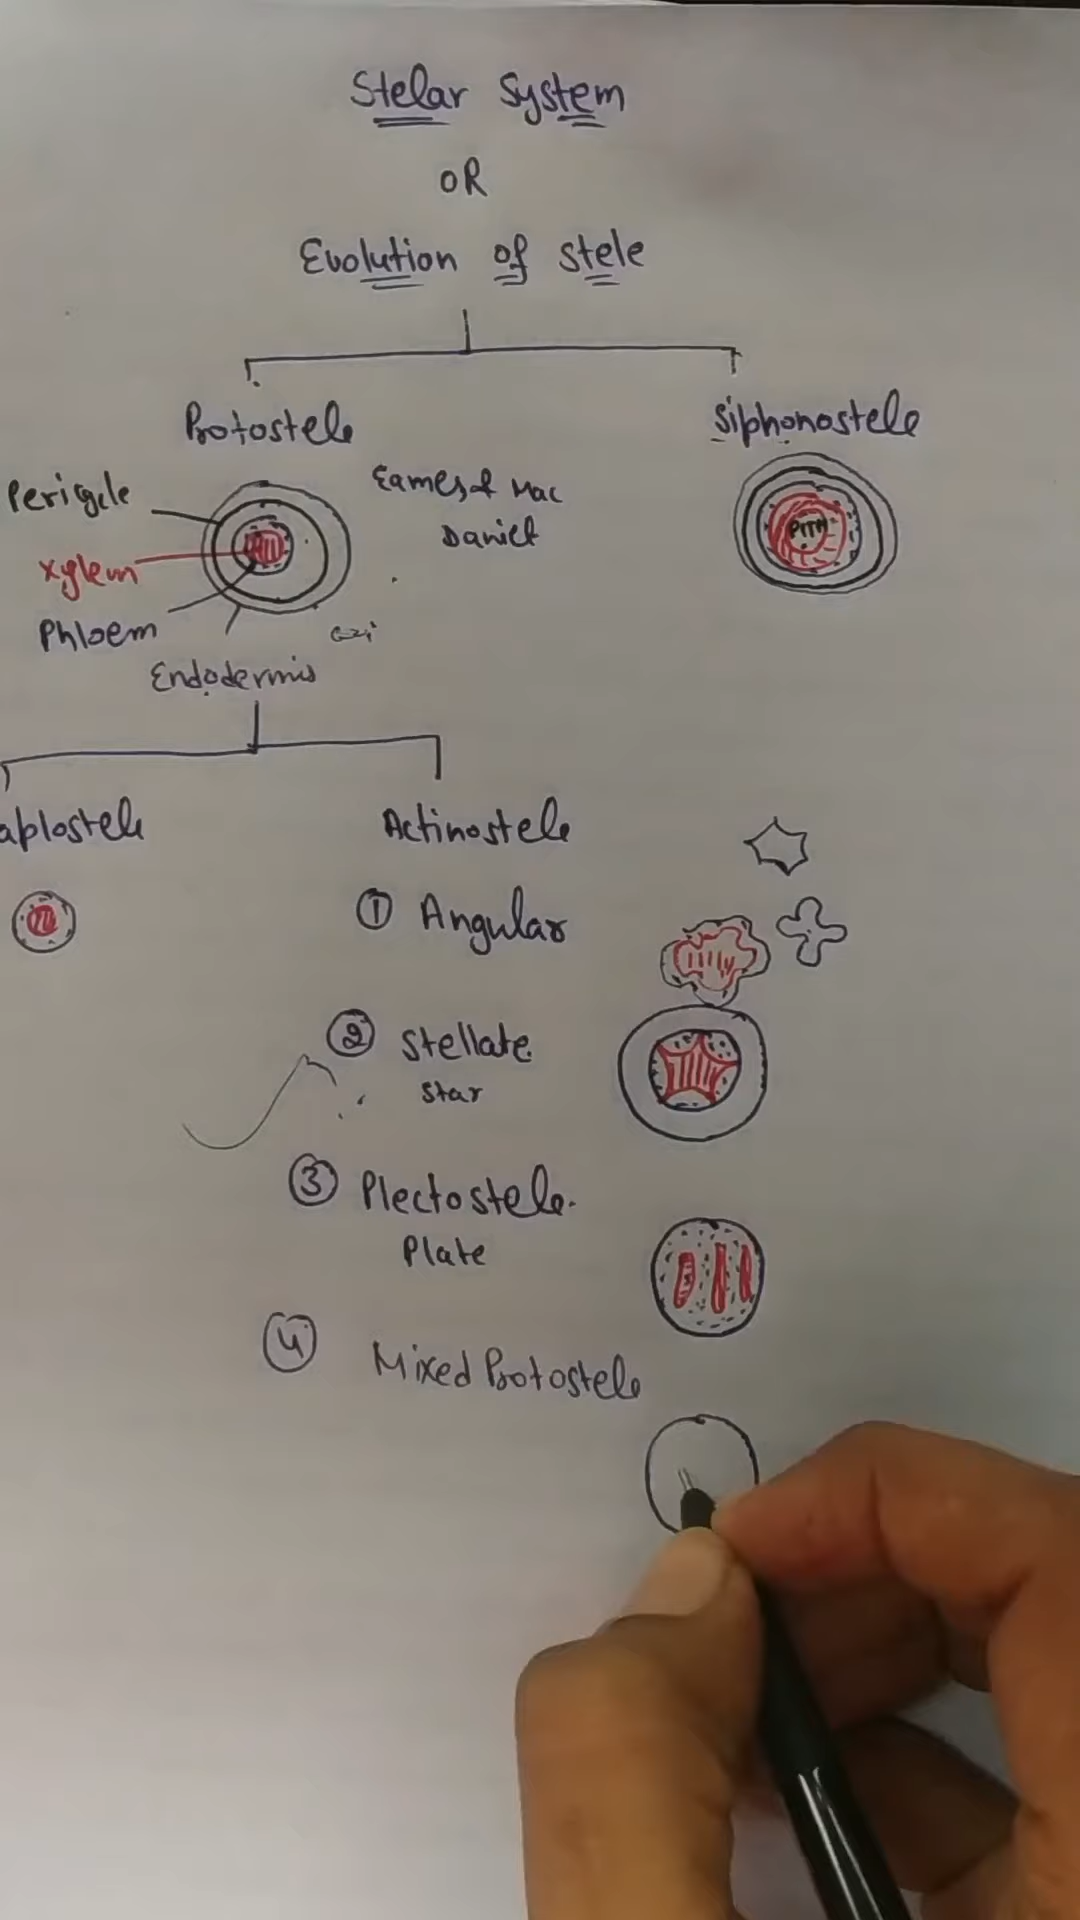 Stelar System
OR
Evolution of stele
Protostele
Siphonostele
Pericycle
Eames & Mac
Daniel
PITH
xylem
Phloem
Endodermis
aplostele
Actinostele
① Angular
② Stellate
Star
③ Plectostele.
Plate
④ Mixed Protostele